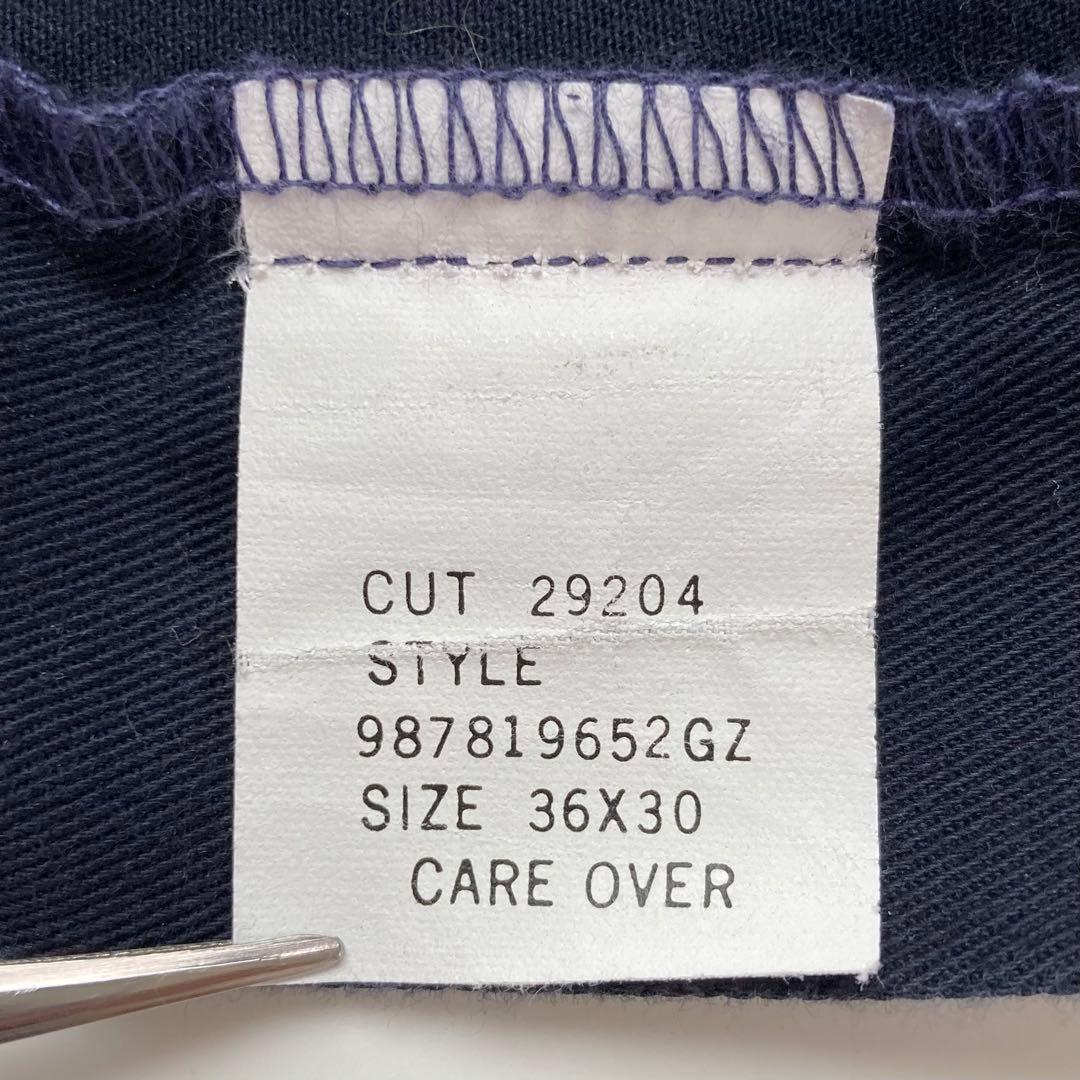 CUT 29204
STYLE
987819652GZ
SIZE 36X30
CARE OVER